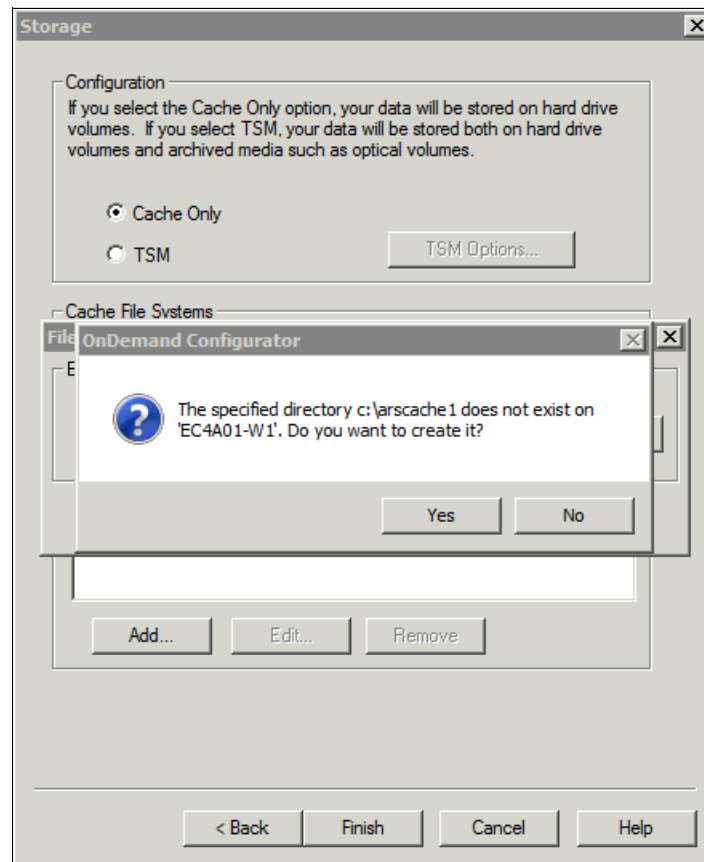 Storage
Configuration
If you select the Cache Only option, your data will be stored on hard drive
volumes. If you select TSM, your data will be stored both on hard drive
volumes and archived media such as optical volumes.
Cache Only
TSM
TSM Options...
Cache File Systems
File
OnDemand Configurator
E
The specified directory c:\arscache1 does not exist on
'EC4A01-W1'. Do you want to create it?
Yes
No
Add...
Edit...
Remove
< Back
Finish
Cancel
Help